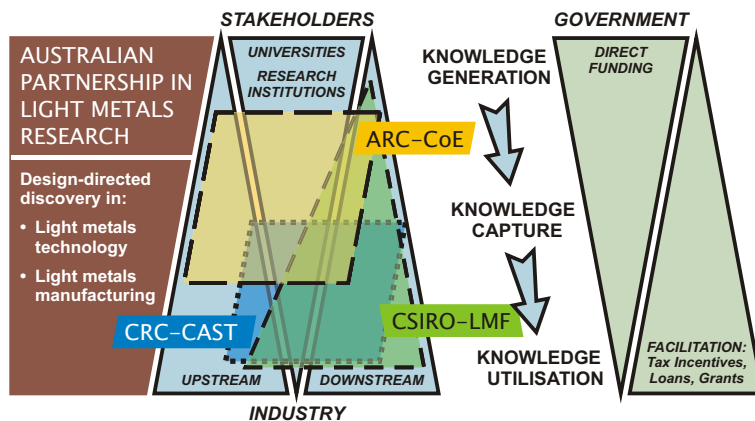 STAKEHOLDERS
GOVERNMENT
AUSTRALIAN
PARTNERSHIP IN
LIGHT METALS
RESEARCH
Design-directed
discovery in:
• Light metals
technology
• Light metals
manufacturing
UNIVERSITIES
RESEARCH
INSTITUTIONS
ARC–CoE
CRC–CAST
CSIRO–LMF
UPSTREAM
DOWNSTREAM
INDUSTRY
KNOWLEDGE
GENERATION
KNOWLEDGE
CAPTURE
KNOWLEDGE
UTILISATION
DIRECT
FUNDING
FACILITATION:
Tax Incentives,
Loans, Grants